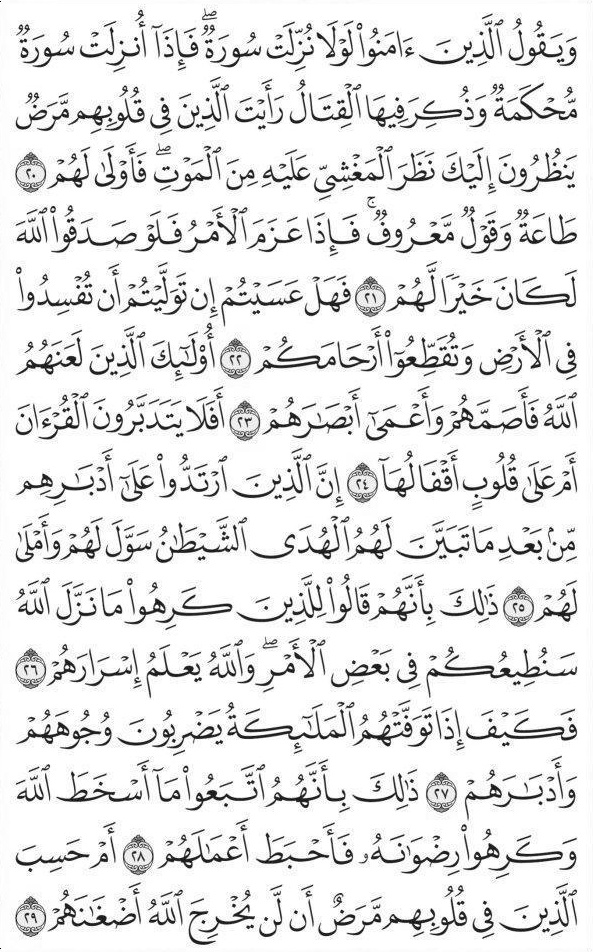 وَيَقُولُ ٱلَّذِينَ ءَامَنُوا۟ لَوْلَا نُزِّلَتْ سُورَةٌۖ فَإِذَآ أُنزِلَتْ سُورَةٌ
مُّحْكَمَةٌ وَذُكِرَ فِيهَا ٱلْقِتَالُ رَأَيْتَ ٱلَّذِينَ فِى قُلُوبِهِم مَّرَضٌ
يَنظُرُونَ إِلَيْكَ نَظَرَ ٱلْمَغْشِىِّ عَلَيْهِ مِنَ ٱلْمَوْتِۖ فَأَوْلَىٰ لَهُمْ ٢٠
طَاعَةٌ وَقَوْلٌ مَّعْرُوفٌۚ فَإِذَا عَزَمَ ٱلْأَمْرُ فَلَوْ صَدَقُوا۟ ٱللَّهَ
لَكَانَ خَيْرًا لَّهُمْ ٢١ فَهَلْ عَسَيْتُمْ إِن تَوَلَّيْتُمْ أَن تُفْسِدُوا۟
فِى ٱلْأَرْضِ وَتُقَطِّعُوٓا۟ أَرْحَامَكُمْ ٢٢ أُو۟لَٰٓئِكَ ٱلَّذِينَ لَعَنَهُمُ
ٱللَّهُ فَأَصَمَّهُمْ وَأَعْمَىٰٓ أَبْصَٰرَهُمْ ٢٣ أَفَلَا يَتَدَبَّرُونَ ٱلْقُرْءَانَ
أَمْ عَلَىٰ قُلُوبٍ أَقْفَالُهَآ ٢٤ إِنَّ ٱلَّذِينَ ٱرْتَدُّوا۟ عَلَىٰٓ أَدْبَٰرِهِم
مِّنۢ بَعْدِ مَا تَبَيَّنَ لَهُمُ ٱلْهُدَى ٱلشَّيْطَٰنُ سَوَّلَ لَهُمْ وَأَمْلَىٰ
لَهُمْ ٢٥ ذَٰلِكَ بِأَنَّهُمْ قَالُوا۟ لِلَّذِينَ كَرِهُوا۟ مَا نَزَّلَ ٱللَّهُ
سَنُطِيعُكُمْ فِى بَعْضِ ٱلْأَمْرِۖ وَٱللَّهُ يَعْلَمُ إِسْرَارَهُمْ ٢٦
فَكَيْفَ إِذَا تَوَفَّتْهُمُ ٱلْمَلَٰٓئِكَةُ يَضْرِبُونَ وُجُوهَهُمْ
وَأَدْبَٰرَهُمْ ٢٧ ذَٰلِكَ بِأَنَّهُمُ ٱتَّبَعُوا۟ مَآ أَسْخَطَ ٱللَّهَ
وَكَرِهُوا۟ رِضْوَٰنَهُۥ فَأَحْبَطَ أَعْمَٰلَهُمْ ٢٨ أَمْ حَسِبَ
ٱلَّذِينَ فِى قُلُوبِهِم مَّرَضٌ أَن لَّن يُخْرِجَ ٱللَّهُ أَضْغَٰنَهُمْ ٢٩